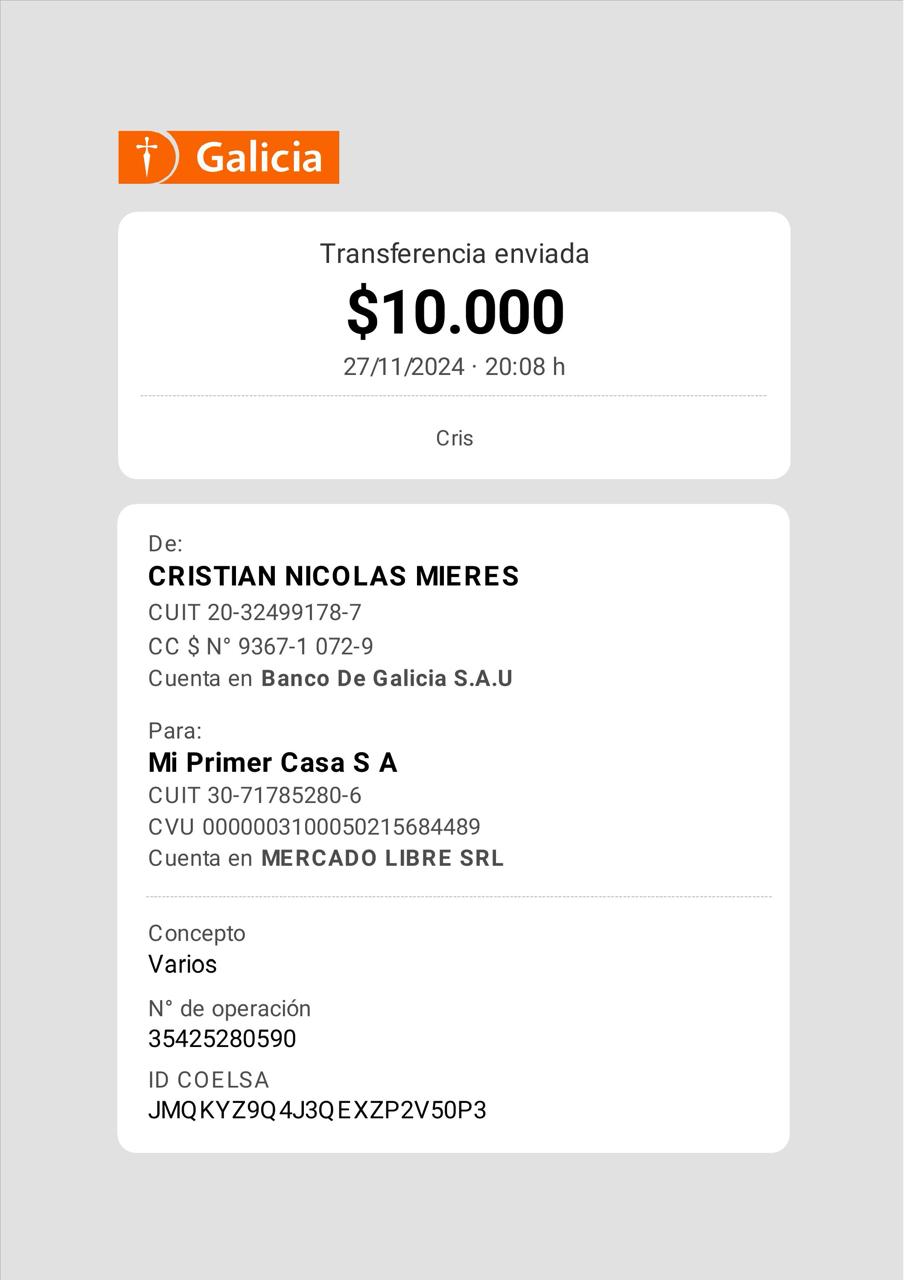 Galicia
Transferencia enviada
$10.000
27/11/2024 · 20:08 h
Cris
De:
CRISTIAN NICOLAS MIERES
CUIT 20-32499178-7
CC $ N° 9367-1 072-9
Cuenta en Banco De Galicia S.A.U
Para:
Mi Primer Casa S A
CUIT 30-71785280-6
CVU 0000003100050215684489
Cuenta en MERCADO LIBRE SRL
Concepto
Varios
N° de operación
35425280590
ID COELSA
JMQKYZ9Q4J3QEXZP2V50P3